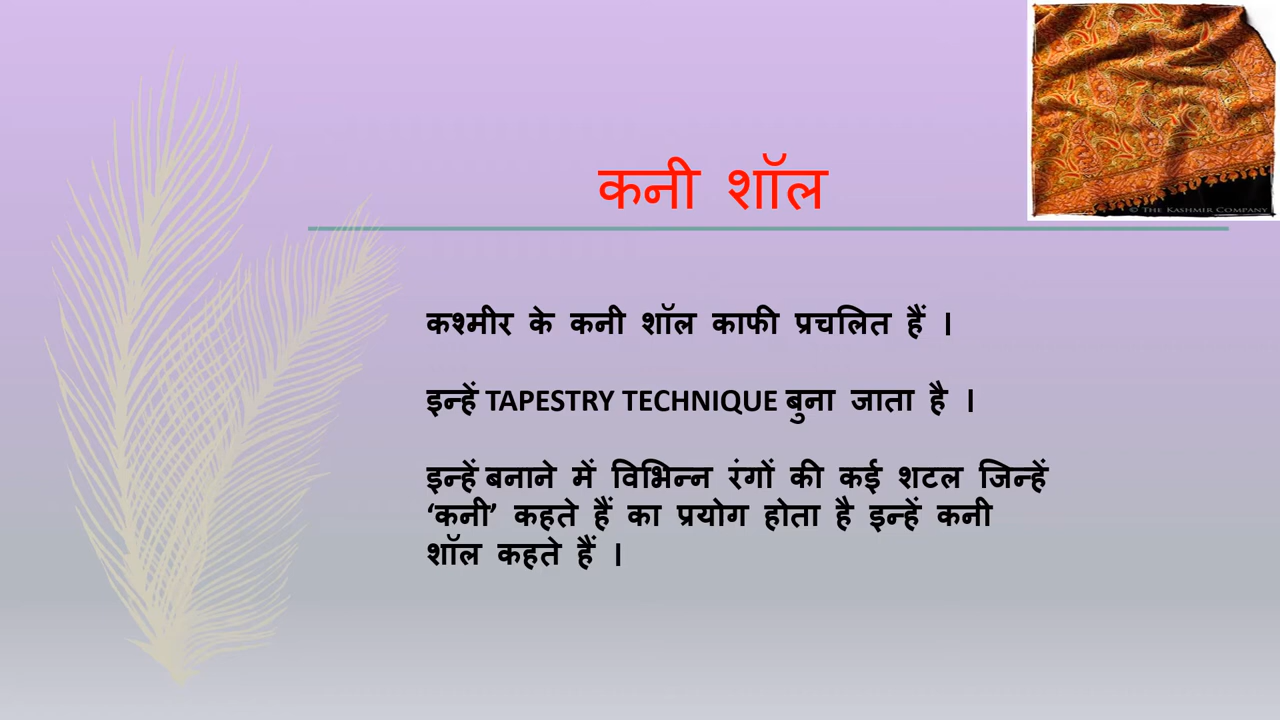 कनी शॉल
© THE KASHMIR COMPANY
कश्मीर के कनी शॉल काफी प्रचलित हैं ।
इन्हें TAPESTRY TECHNIQUE बुना जाता है ।
इन्हें बनाने में विभिन्न रंगों की कई शटल जिन्हें
‘कनी’ कहते हैं का प्रयोग होता है इन्हें कनी
शॉल कहते हैं ।